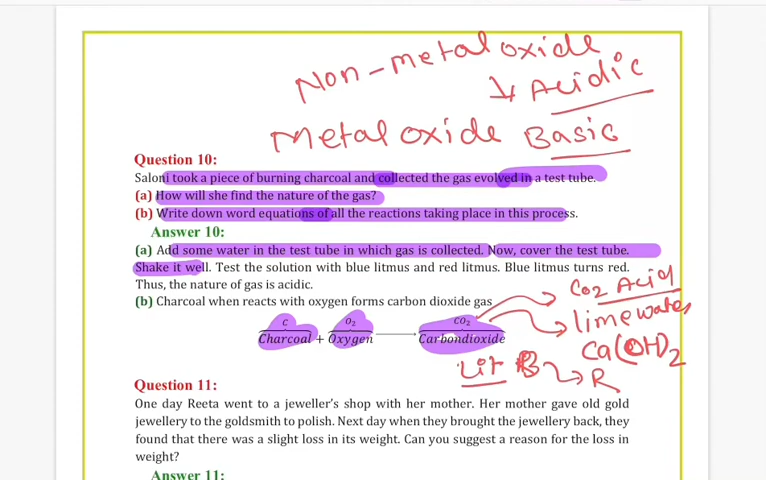 Non-metal oxide
↳ Acidic
Metal oxide Basic
Question 10:
Saloni took a piece of burning charcoal and collected the gas evolved in a test tube.
(a) How will she find the nature of the gas?
(b) Write down word equations of all the reactions taking place in this process.
Answer 10:
(a) Add some water in the test tube in which gas is collected. Now, cover the test tube.
Shake it well. Test the solution with blue litmus and red litmus. Blue litmus turns red.
Thus, the nature of gas is acidic.
(b) Charcoal when reacts with oxygen forms carbon dioxide gas
CO2 Acid
lime water
Ca(OH)2
C O2 CO2
Charcoal + Oxygen → Carbondioxide
Lit B → R
Question 11:
One day Reeta went to a jeweller's shop with her mother. Her mother gave old gold
jewellery to the goldsmith to polish. Next day when they brought the jewellery back, they
found that there was a slight loss in its weight. Can you suggest a reason for the loss in
weight?
Answer 11: